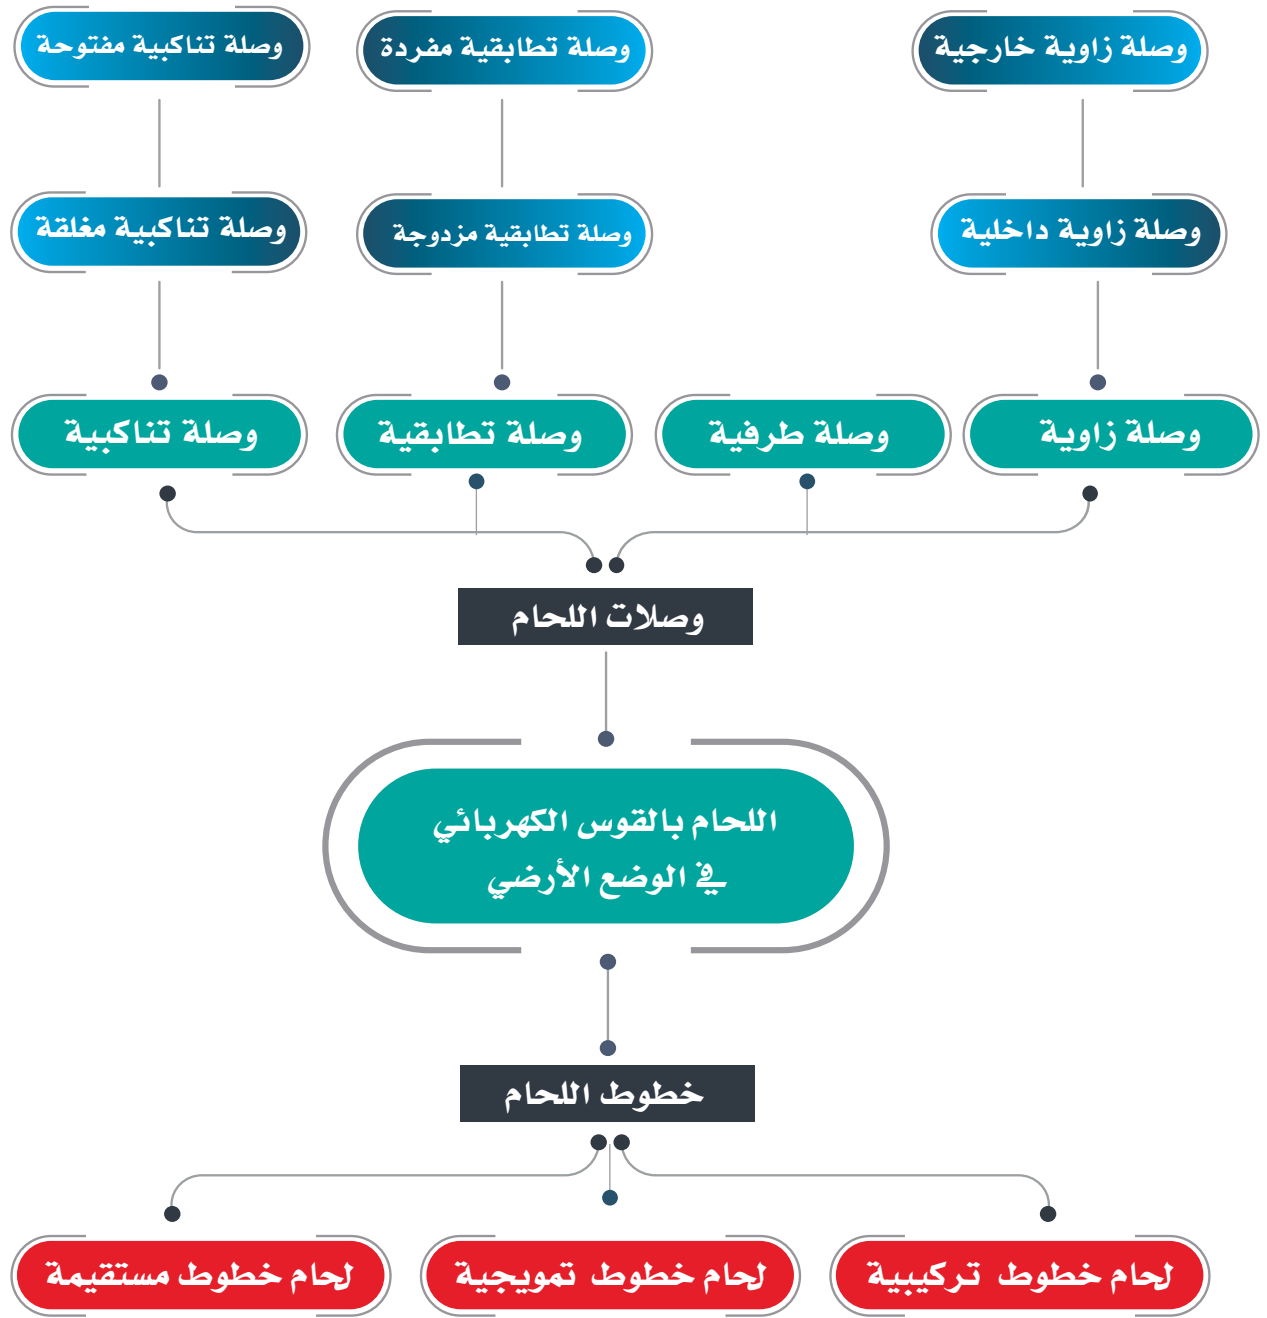 وصلة زاوية خارجية
وصلة تطابقية مفردة
وصلة تناكبية مفتوحة
وصلة زاوية داخلية
وصلة تطابقية مزدوجة
وصلة تناكبية مغلقة
وصلة زاوية
وصلة طرفية
وصلة تطابقية
وصلة تناكبية
وصلات اللحام
اللحام بالقوس الكهربائي
في الوضع الأرضي
خطوط اللحام
لحام خطوط تركيبية
لحام خطوط تمويجية
لحام خطوط مستقيمة